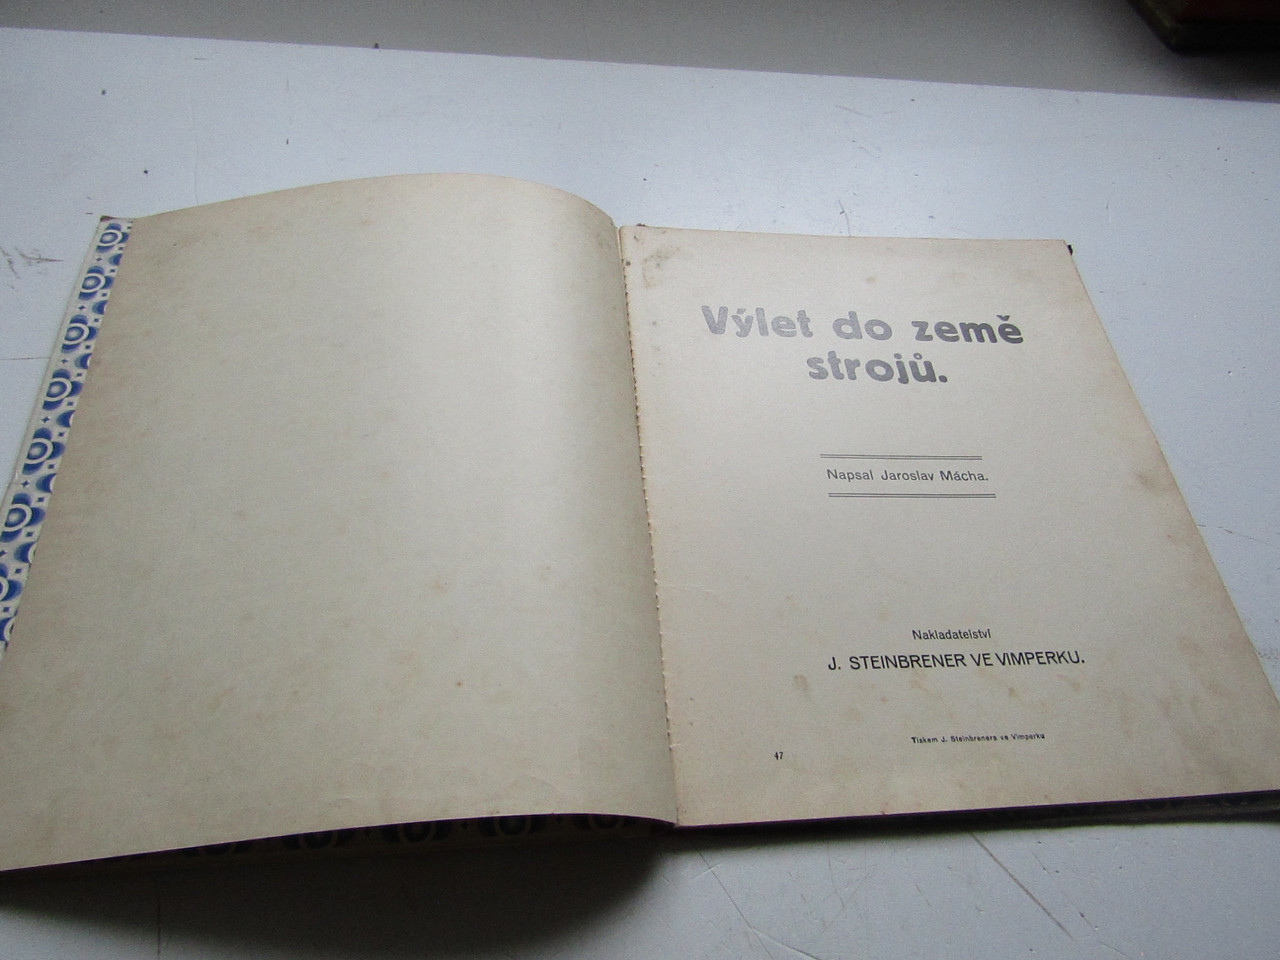 Výlet do země
strojů.
Napsal Jaroslav Mácha.
Nakladatelství
J. STEINBRENER VE VIMPERKU.
Tiskem J. Steinbrenera ve Vimperku
47